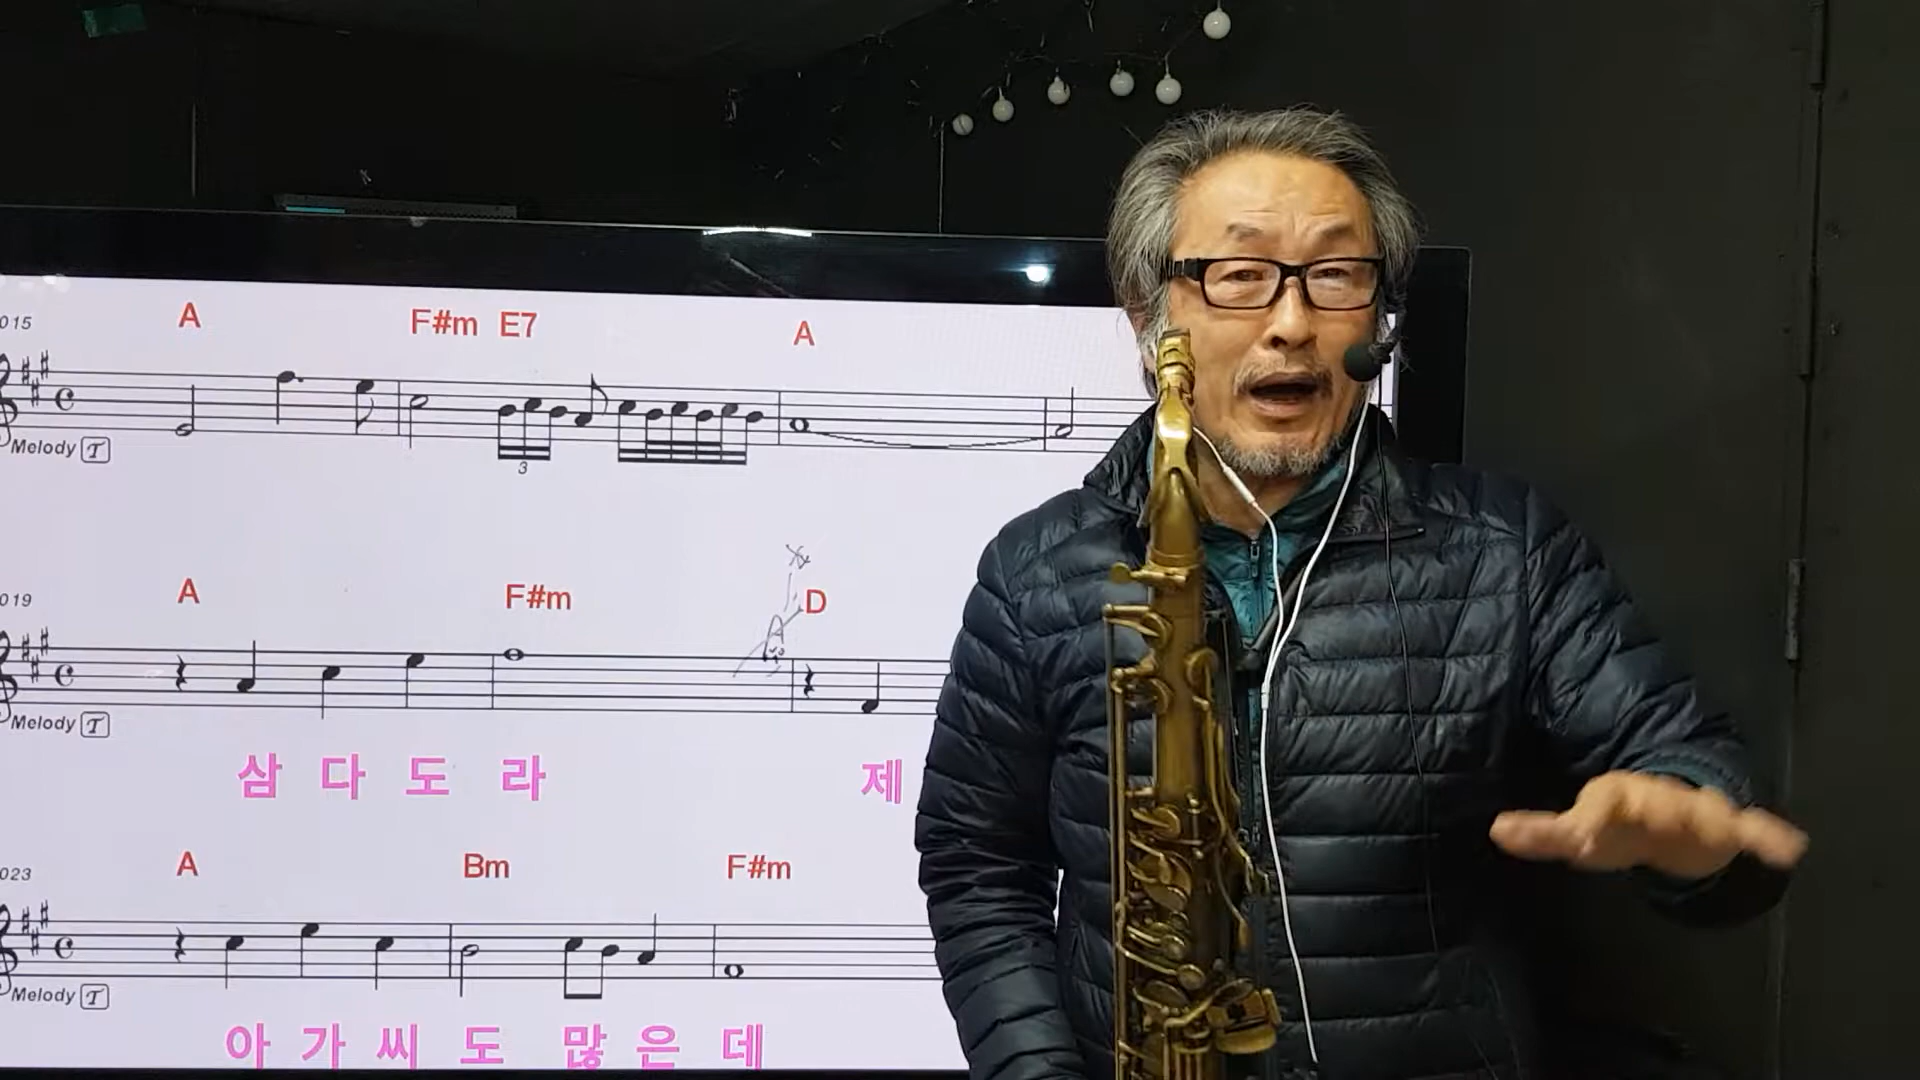 015 A F#m E7 A
Melody T
3
019 A F#m D
Melody T
삼 다 도 라 제
023 A Bm F#m
Melody T
아 가 씨 도 많 은 데